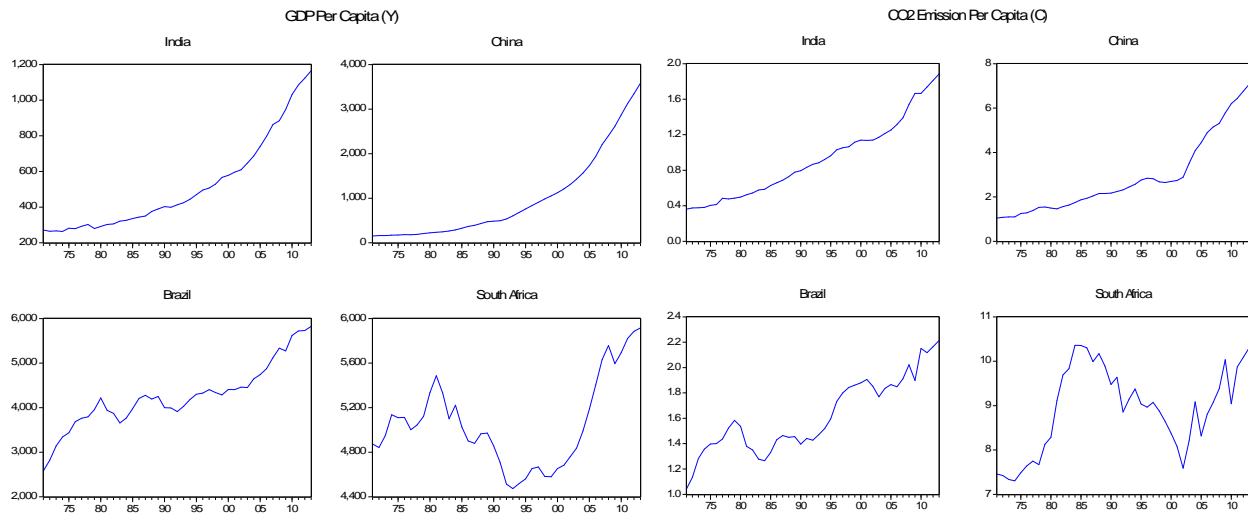 GDP Per Capita (Y)
India
1,200
1,000
800
600
400
200
75 80 85 90 95 00 05 10
China
4,000
3,000
2,000
1,000
0
75 80 85 90 95 00 05 10
Brazil
6,000
5,000
4,000
3,000
2,000
75 80 85 90 95 00 05 10
South Africa
6,000
5,600
5,200
4,800
4,400
75 80 85 90 95 00 05 10
CO2 Emission Per Capita (C)
India
2.0
1.6
1.2
0.8
0.4
0.0
75 80 85 90 95 00 05 10
China
8
6
4
2
0
75 80 85 90 95 00 05 10
Brazil
2.4
2.2
2.0
1.8
1.6
1.4
1.2
1.0
75 80 85 90 95 00 05 10
South Africa
11
10
9
8
7
75 80 85 90 95 00 05 10